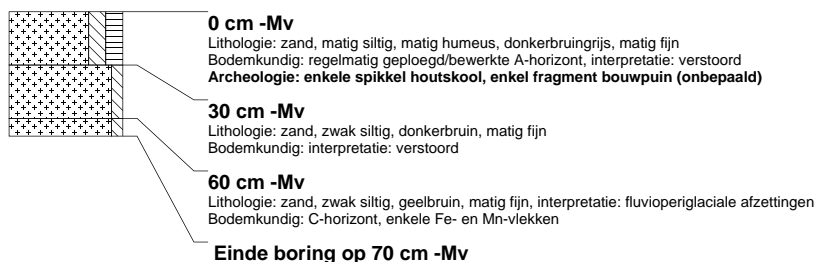 0 cm -Mv
Lithologie: zand, matig siltig, matig humeus, donkerbruingrijs, matig fijn
Bodemkundig: regelmatig geploegd/bewerkte A-horizont, interpretatie: verstoord
Archeologie: enkele spikkel houtskool, enkel fragment bouwpuin (onbepaald)
30 cm -Mv
Lithologie: zand, zwak siltig, donkerbruin, matig fijn
Bodemkundig: interpretatie: verstoord
60 cm -Mv
Lithologie: zand, zwak siltig, geelbruin, matig fijn, interpretatie: fluvioperiglaciale afzettingen
Bodemkundig: C-horizont, enkele Fe- en Mn-vlekken
Einde boring op 70 cm -Mv